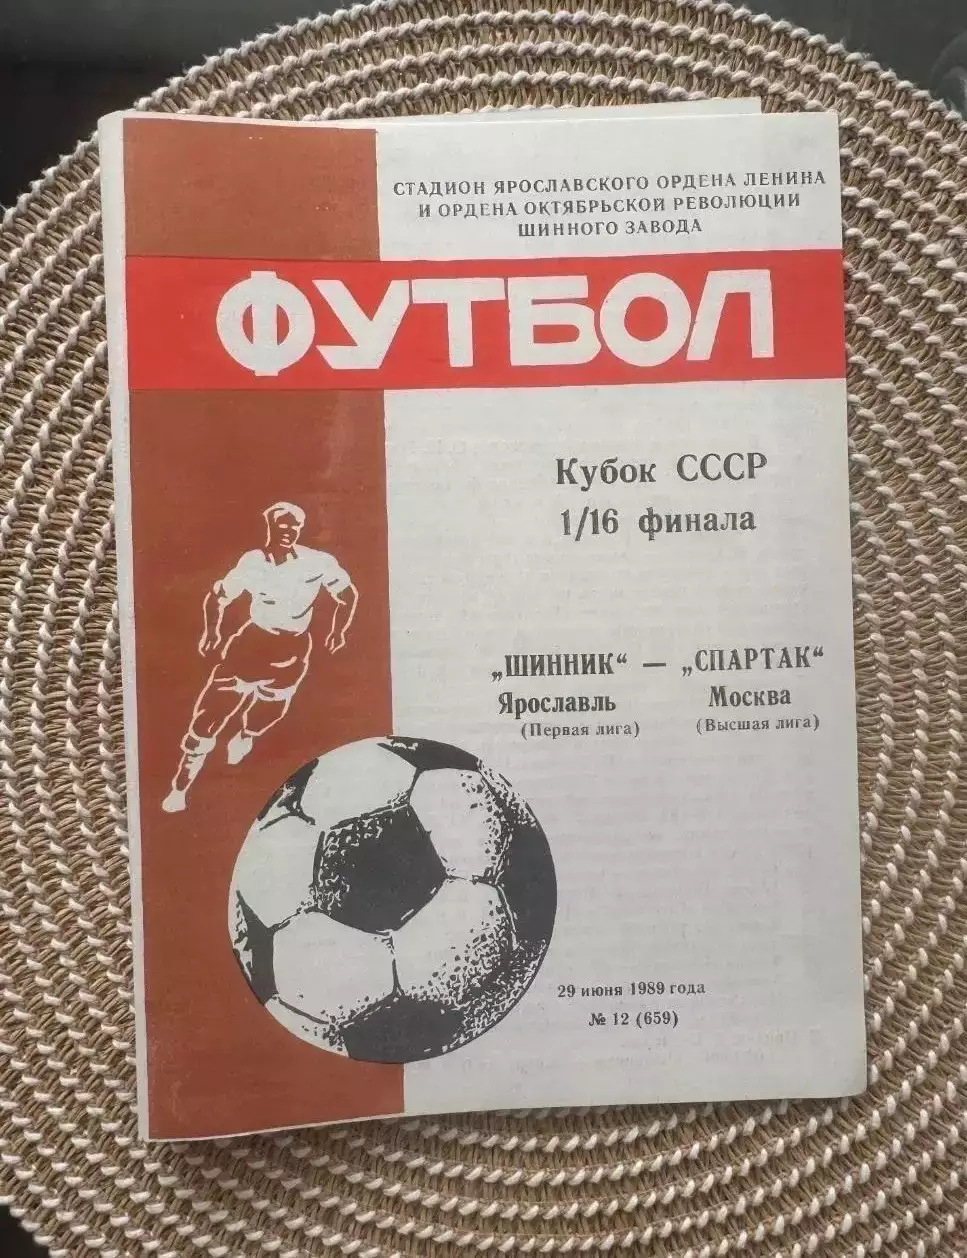 СТАДИОН ЯРОСЛАВСКОГО ОРДЕНА ЛЕНИНА
И ОРДЕНА ОКТЯБРЬСКОЙ РЕВОЛЮЦИИ
ШИННОГО ЗАВОДА
ФУТБОЛ
Кубок СССР
1/16 финала
„ШИННИК“ — „СПАРТАК“
Ярославль Москва
(Первая лига) (Высшая лига)
29 июня 1989 года
№ 12 (659)